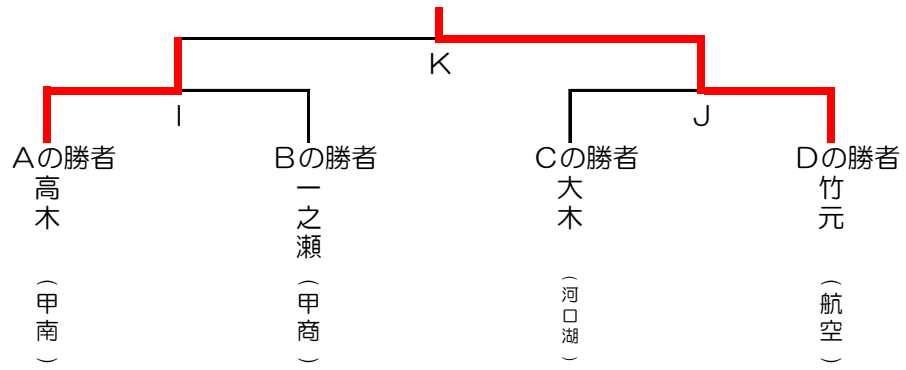 K
I
J
Aの勝者
高木
（甲南）
Bの勝者
一之瀬
（甲商）
Cの勝者
大木
（河口湖）
Dの勝者
竹元
（航空）